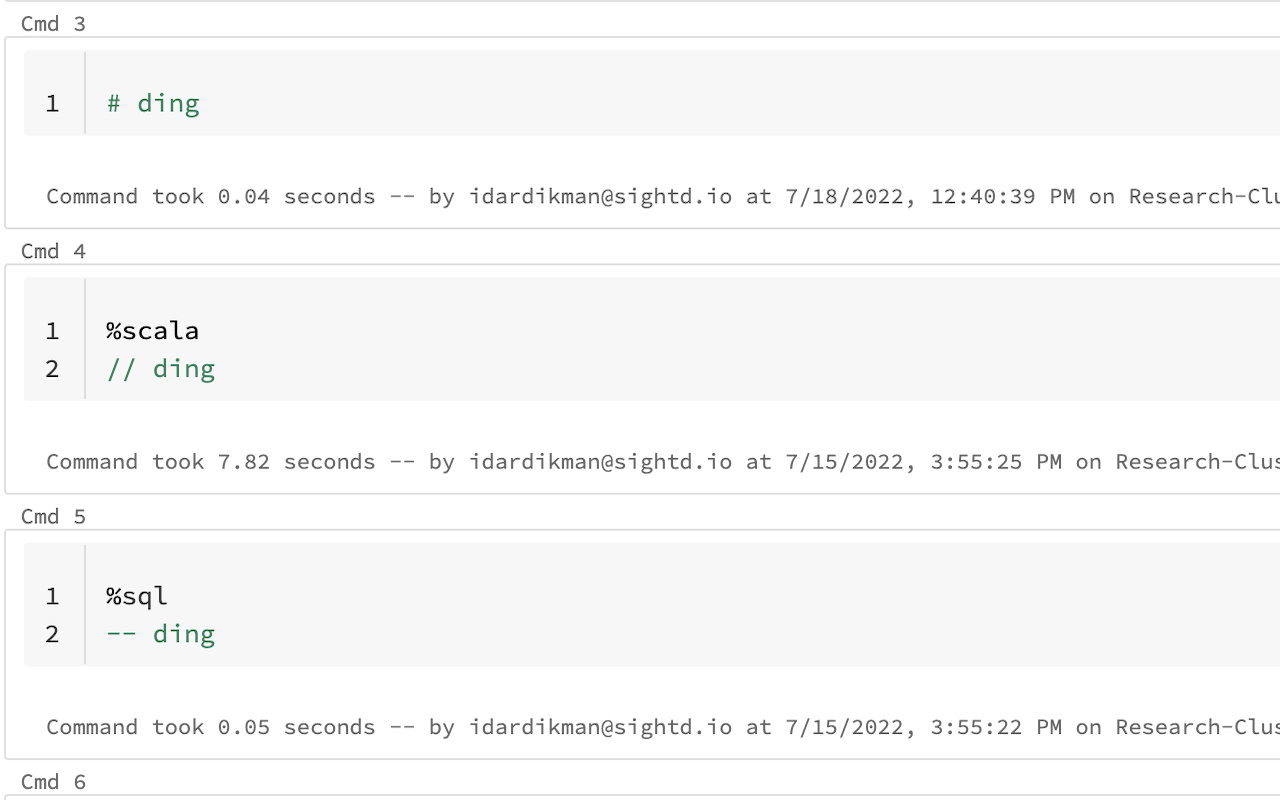 Cmd 3
1 # ding
Command took 0.04 seconds -- by idardikman@sightd.io at 7/18/2022, 12:40:39 PM on Research-Clu
Cmd 4
1 %scala
2 // ding
Command took 7.82 seconds -- by idardikman@sightd.io at 7/15/2022, 3:55:25 PM on Research-Clus
Cmd 5
1 %sql
2 -- ding
Command took 0.05 seconds -- by idardikman@sightd.io at 7/15/2022, 3:55:22 PM on Research-Clus
Cmd 6